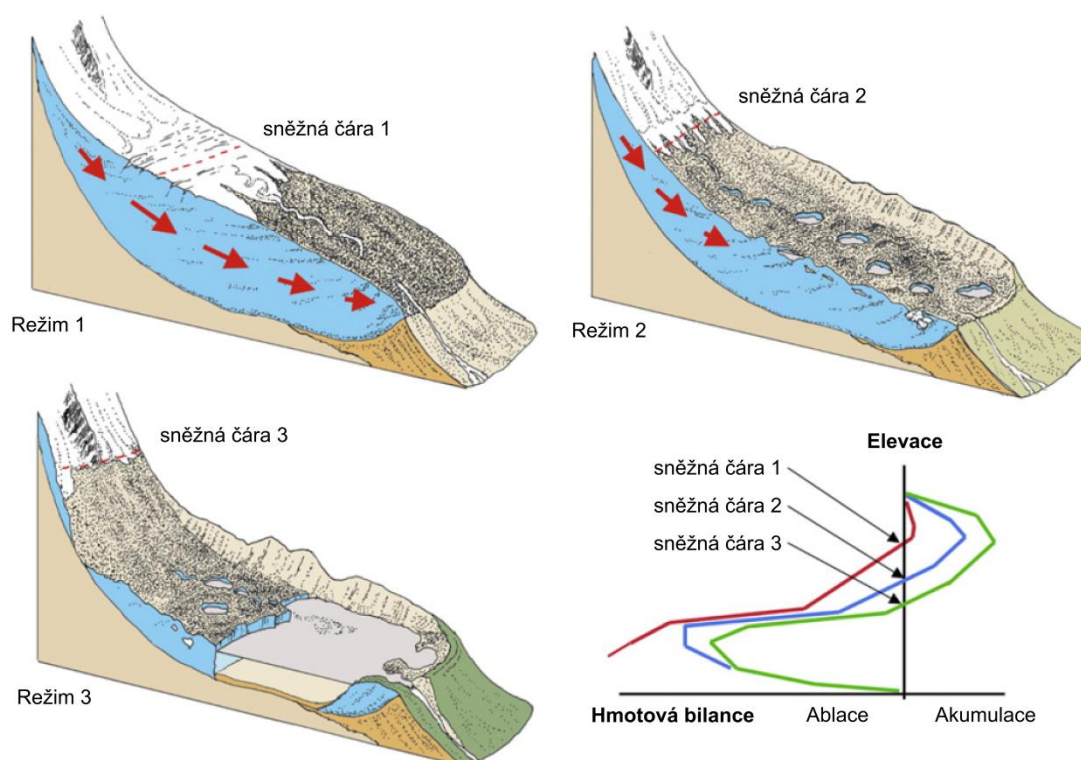 sněžná čára 1
Režim 1
sněžná čára 2
Režim 2
sněžná čára 3
Režim 3
Elevace
sněžná čára 1
sněžná čára 2
sněžná čára 3
Hmotová bilance Ablace Akumulace